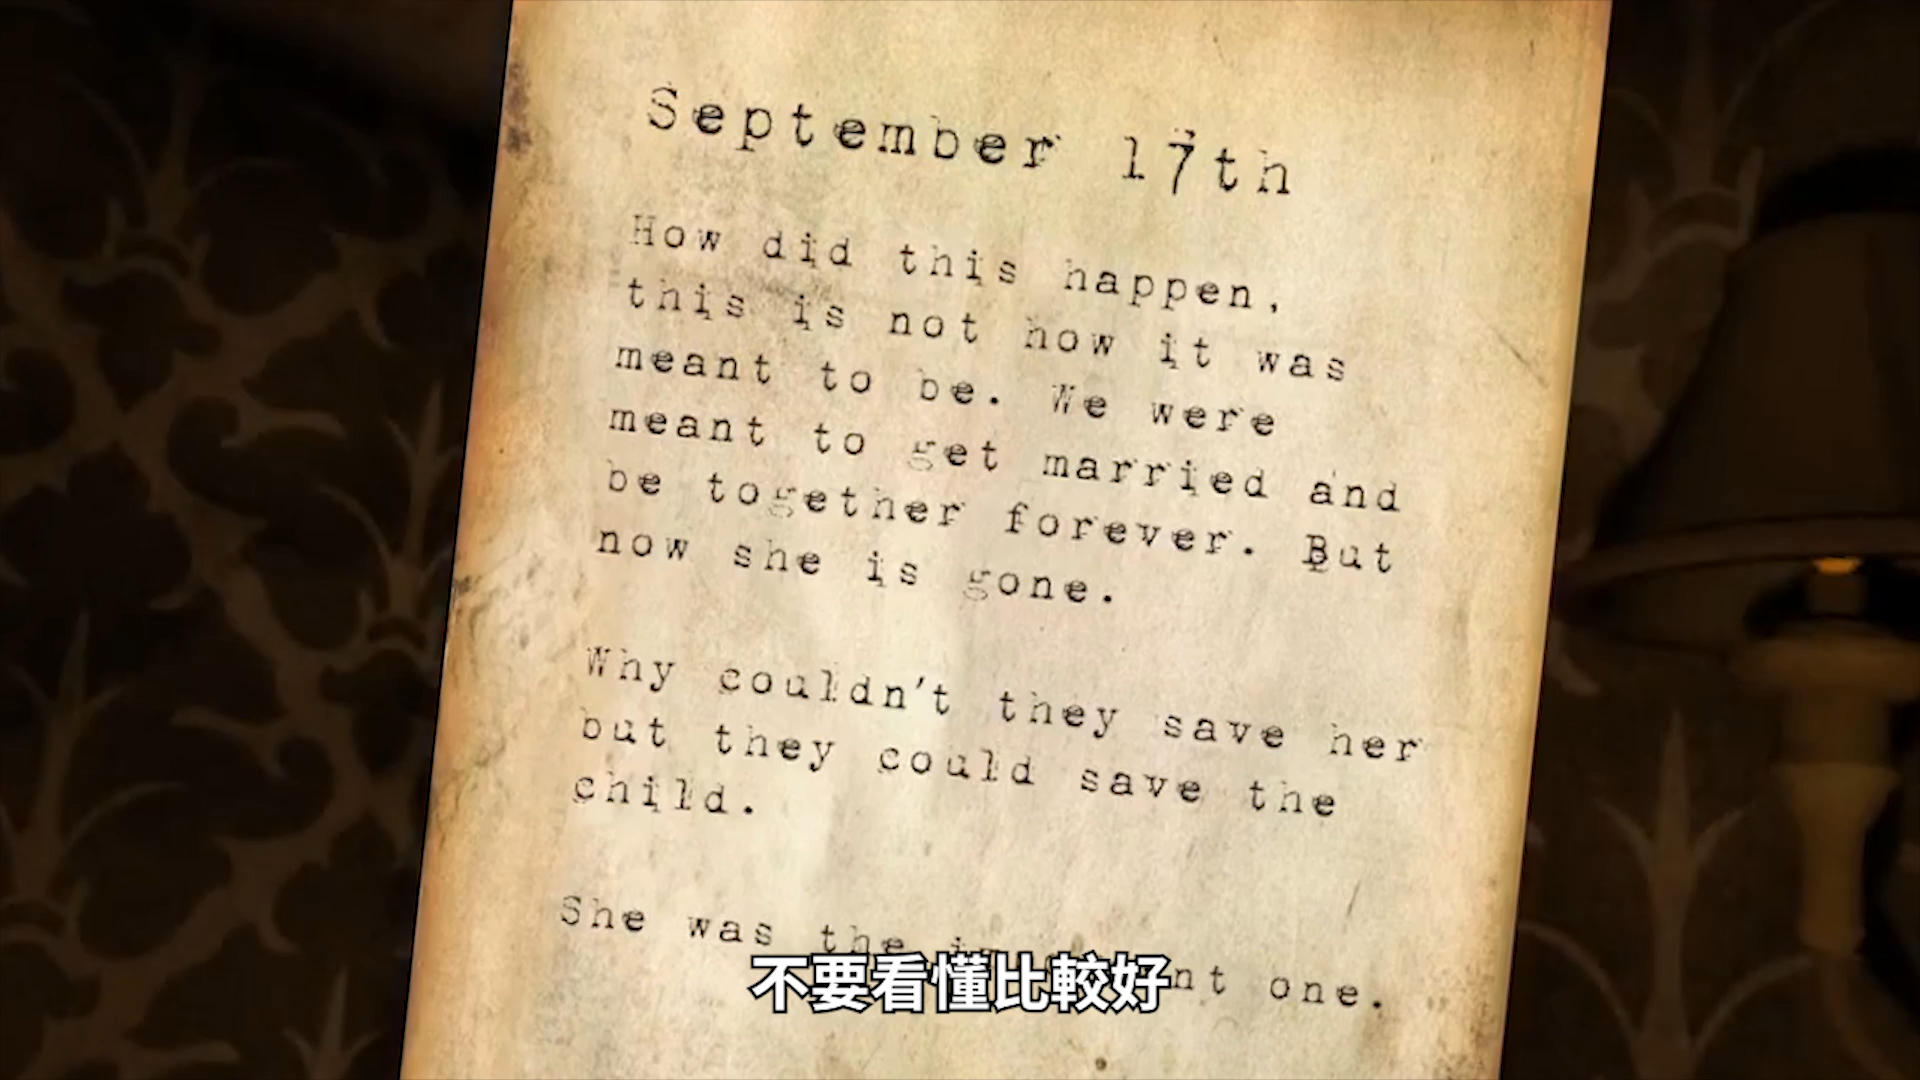 September 17th
How did this happen,
this is not how it was
meant to be. We were
meant to get married and
be together forever. But
now she is gone.
Why couldn't they save her
but they could save the
child.
She was the one.
不要看懂比較好